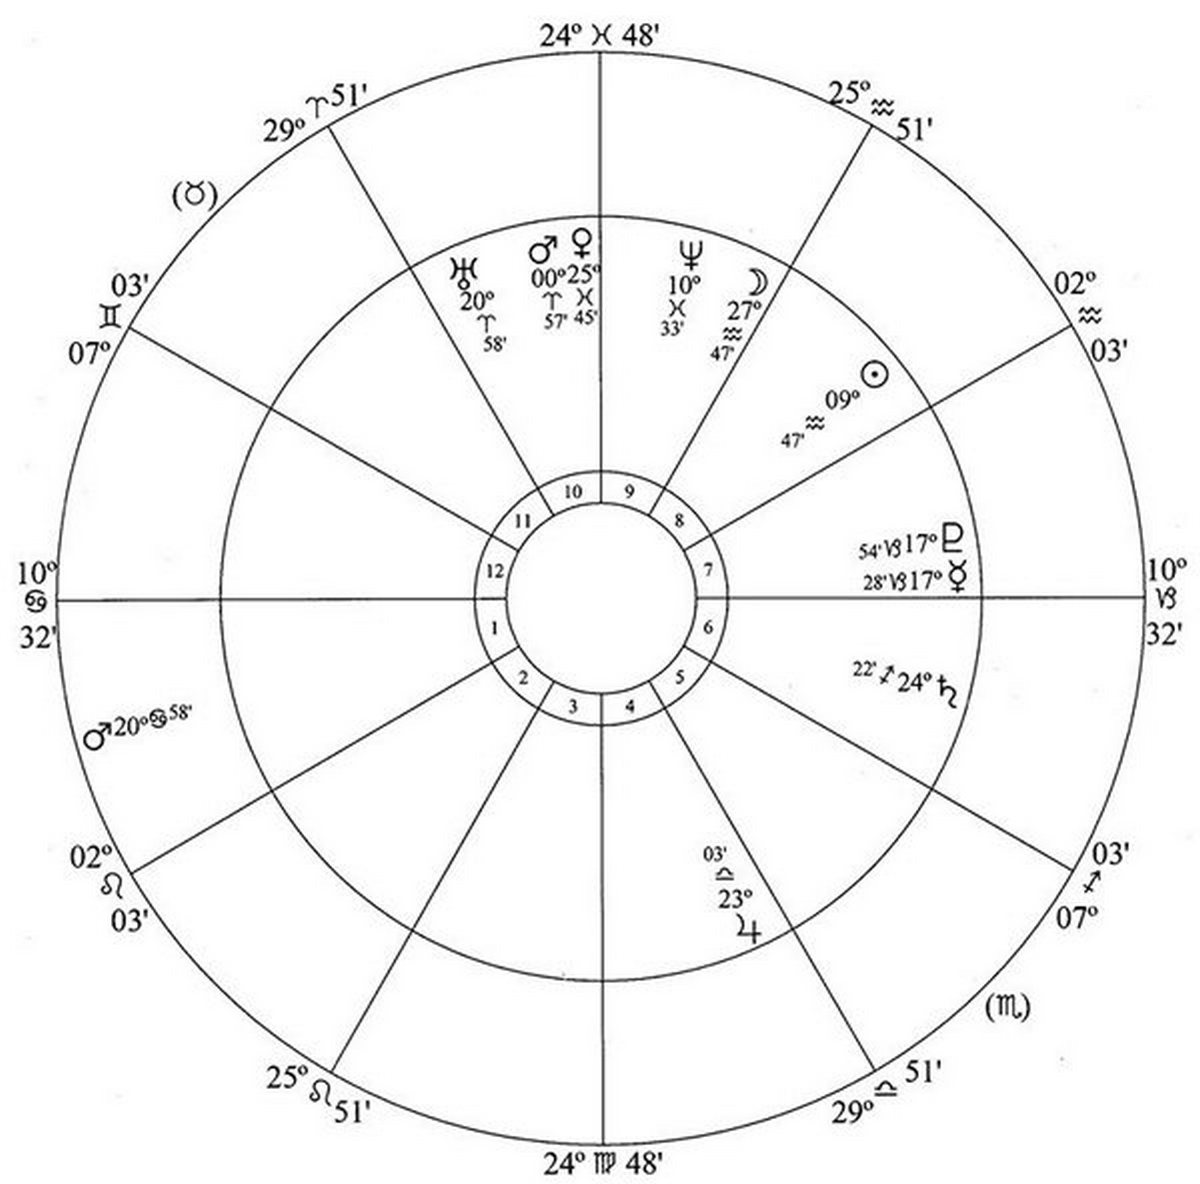 24° ♓ 48'
25° ♒ 51'
29° ♈ 51'
(♉)
03' ♊ 07°
02° ♒ 03'
♅ 20° ♈ 58'
♂ 00° ♈ 57'
♀ 25° ♓ 45'
♆ 10° ♓ 33'
☽ 27° ♒ 47'
☉ 09° ♒ 47'
10
9
11
8
12
7
1
6
2
5
3
4
54' ♑ 17° ♇
28' ♑ 17° ☿
10° ♋ 32'
10° ♑ 32'
22' ♐ 24° ♄
♂ 20° ♋ 58'
03' ♎ 23° ♃
02° ♌ 03'
03' ♐ 07°
(♏)
25° ♌ 51'
29° ♎ 51'
24° ♍ 48'